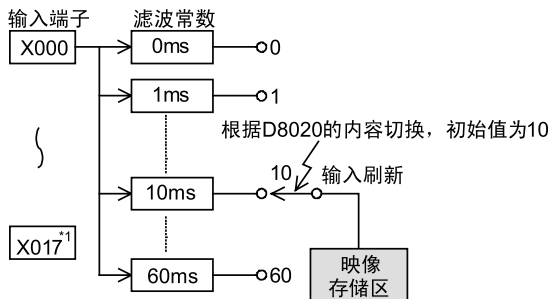 输入端子 滤波常数
X000 0ms 0
1ms 1
根据D8020的内容切换，初始值为10
10 输入刷新
10ms
X017*1
60ms 60
映像
存储区